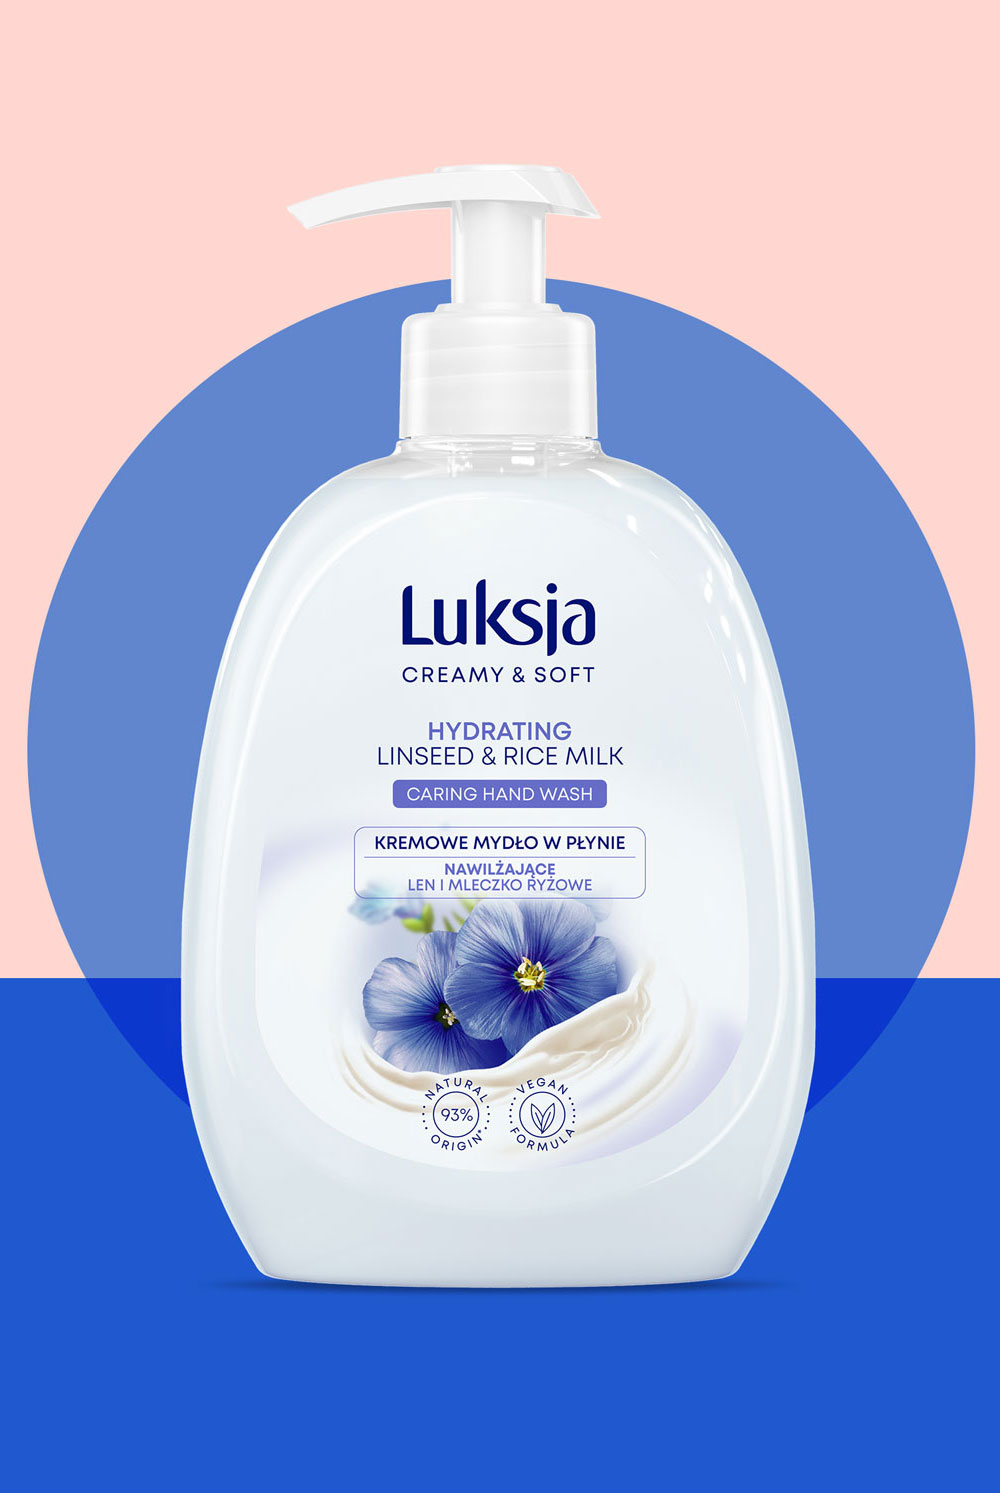 Luksja
CREAMY & SOFT
HYDRATING
LINSEED & RICE MILK
CARING HAND WASH
KREMOWE MYDŁO W PŁYNIE
NAWILŻAJĄCE
LEN I MLECZKO RYŻOWE
NATURAL
93%
ORIGIN*
VEGAN
FORMULA